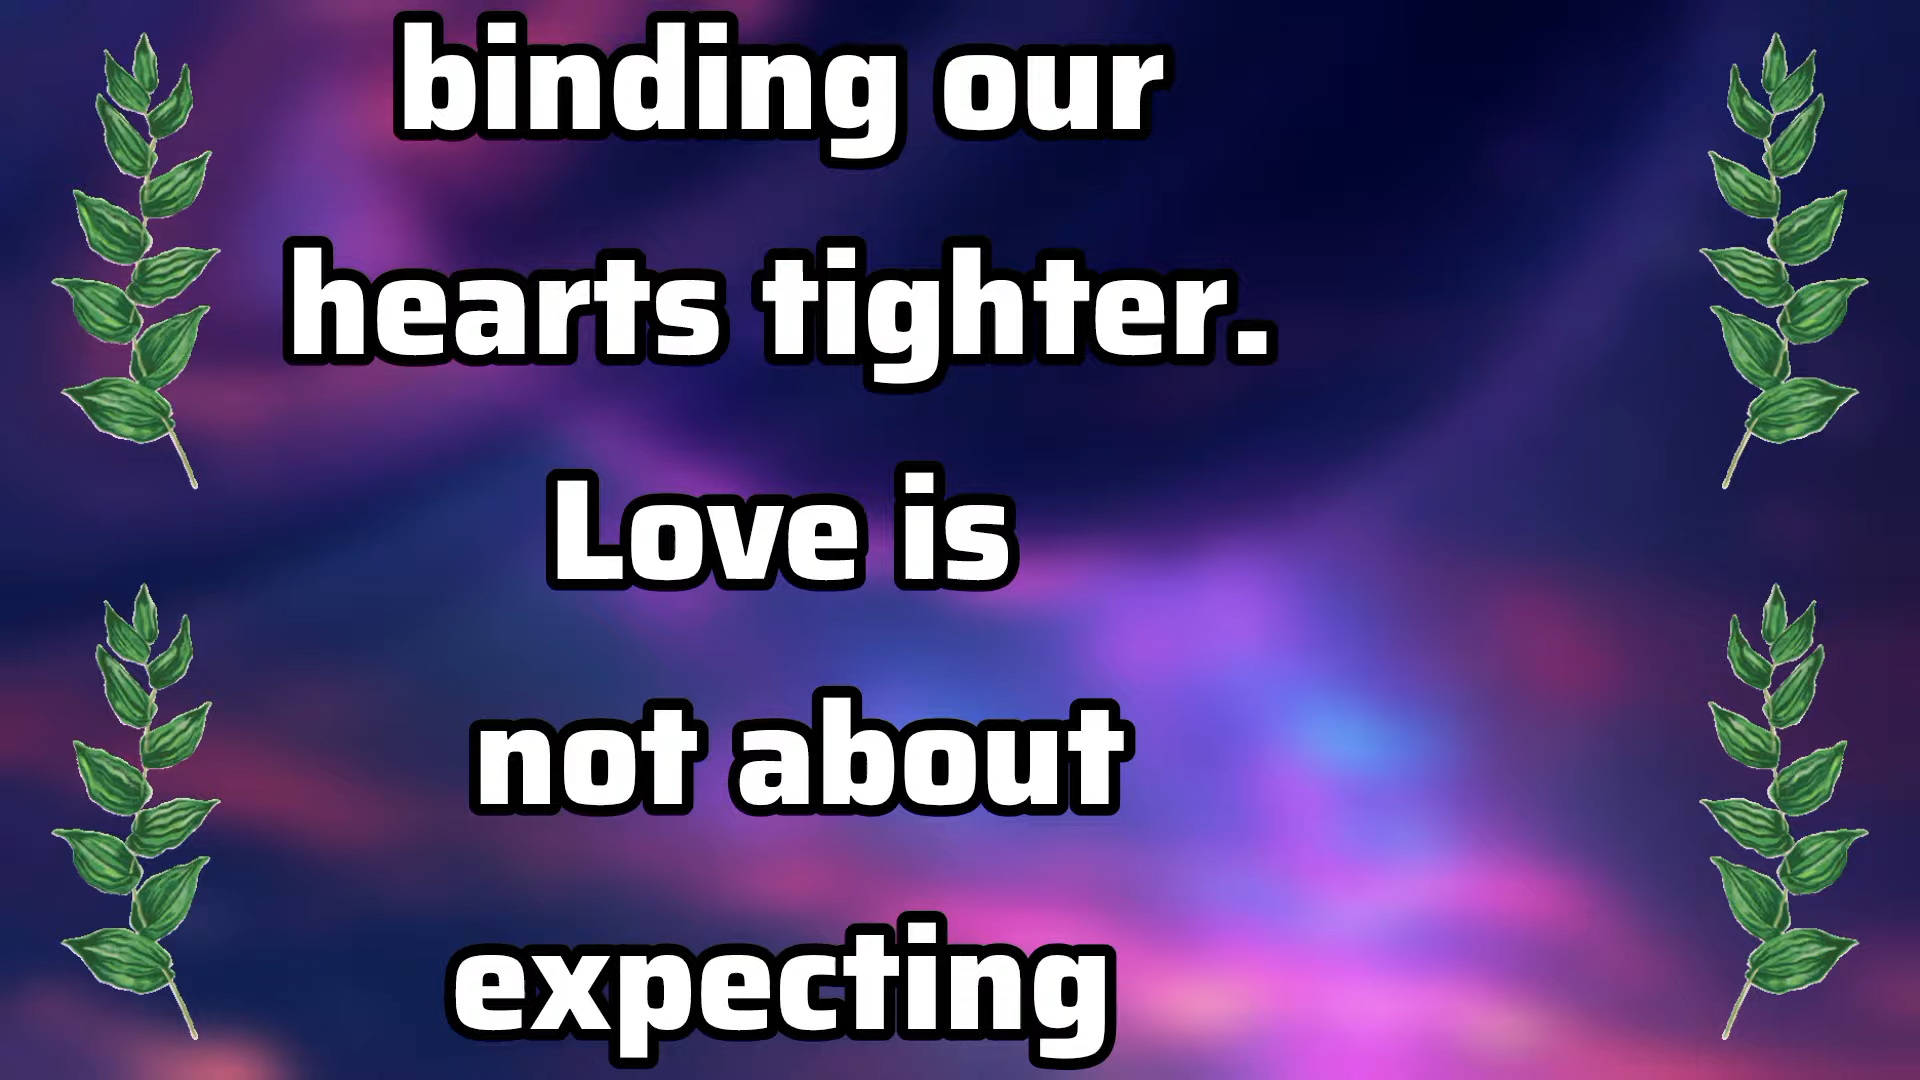 binding our
hearts tighter.
Love is
not about
expecting